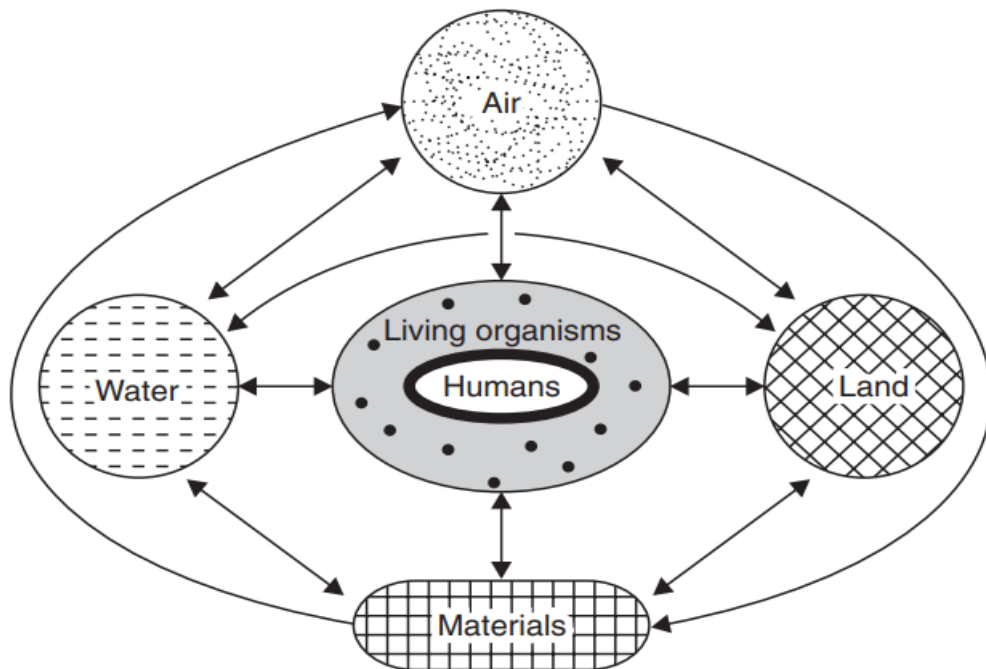 Air
Living organisms
Humans
Water
Land
Materials